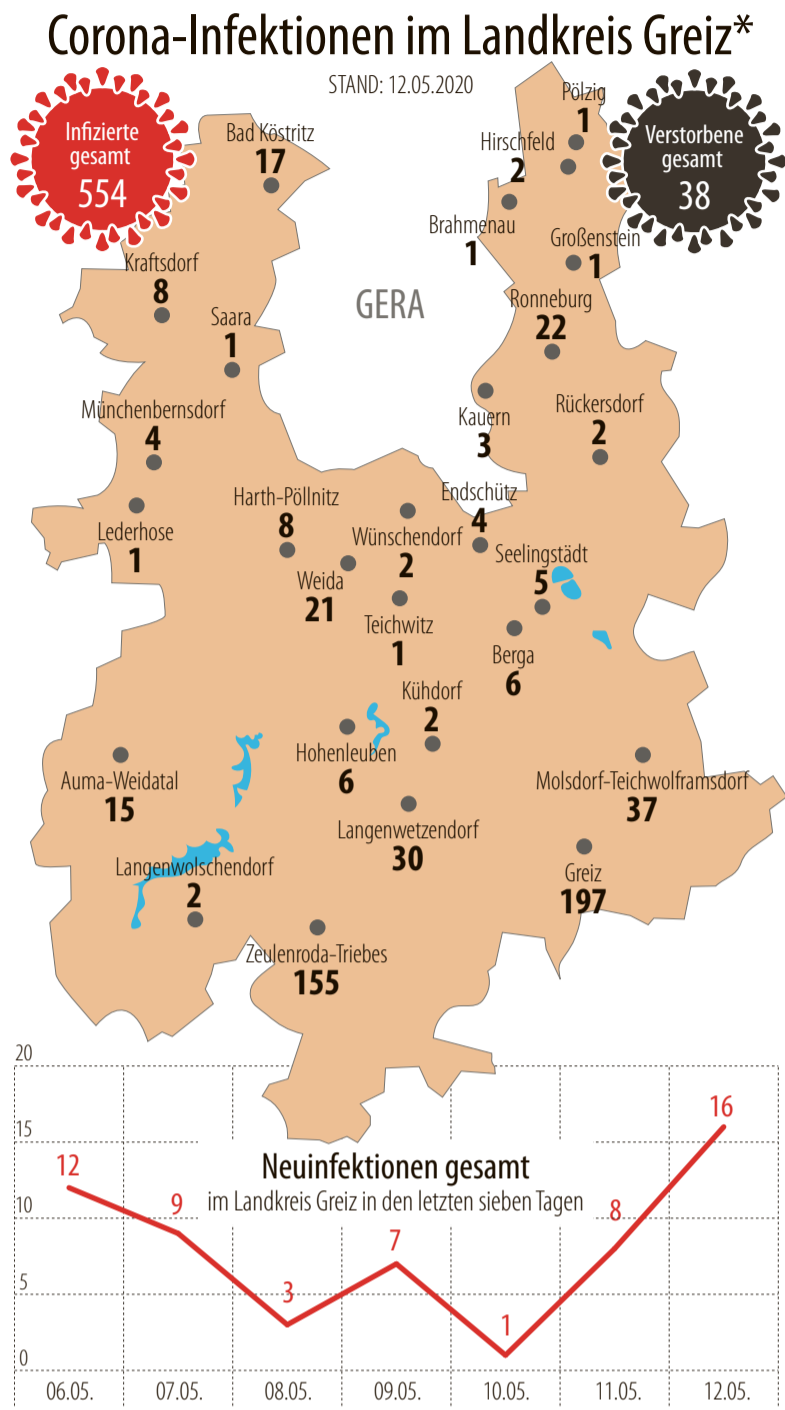 Corona-Infektionen im Landkreis Greiz*
STAND: 12.05.2020
Infizierte
gesamt
554
Verstorbene
gesamt
38
Pölzig
1
Bad Köstritz
17
Hirschfeld
2
Brahmenau
1
Großenstein
1
Kraftsdorf
8
GERA
Ronneburg
22
Saara
1
Münchenbernsdorf
4
Kauern
3
Rückersdorf
2
Harth-Pöllnitz
8
Endschütz
4
Lederhose
1
Wünschendorf
2
Seelingstädt
5
Weida
21
Teichwitz
1
Berga
6
Kühdorf
2
Hohenleuben
6
Auma-Weidatal
15
Molsdorf-Teichwolframsdorf
37
Langenwetzendorf
30
Langenwolschendorf
2
Greiz
197
Zeulenroda-Triebes
155
Neuinfektionen gesamt
im Landkreis Greiz in den letzten sieben Tagen
20
15
10
5
0
12
9
3
7
1
8
16
06.05.
07.05.
08.05.
09.05.
10.05.
11.05.
12.05.